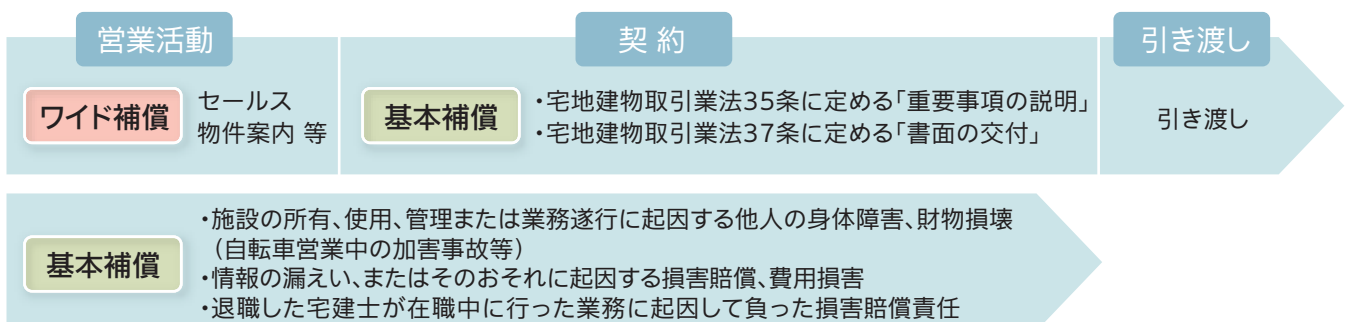 営業活動
契約
引き渡し
ワイド補償
セールス
物件案内 等
基本補償
・宅地建物取引業法35条に定める「重要事項の説明」
・宅地建物取引業法37条に定める「書面の交付」
引き渡し
基本補償
・施設の所有、使用、管理または業務遂行に起因する他人の身体障害、財物損壊
（自転車営業中の加害事故等）
・情報の漏えい、またはそのおそれに起因する損害賠償、費用損害
・退職した宅建士が在職中に行った業務に起因して負った損害賠償責任